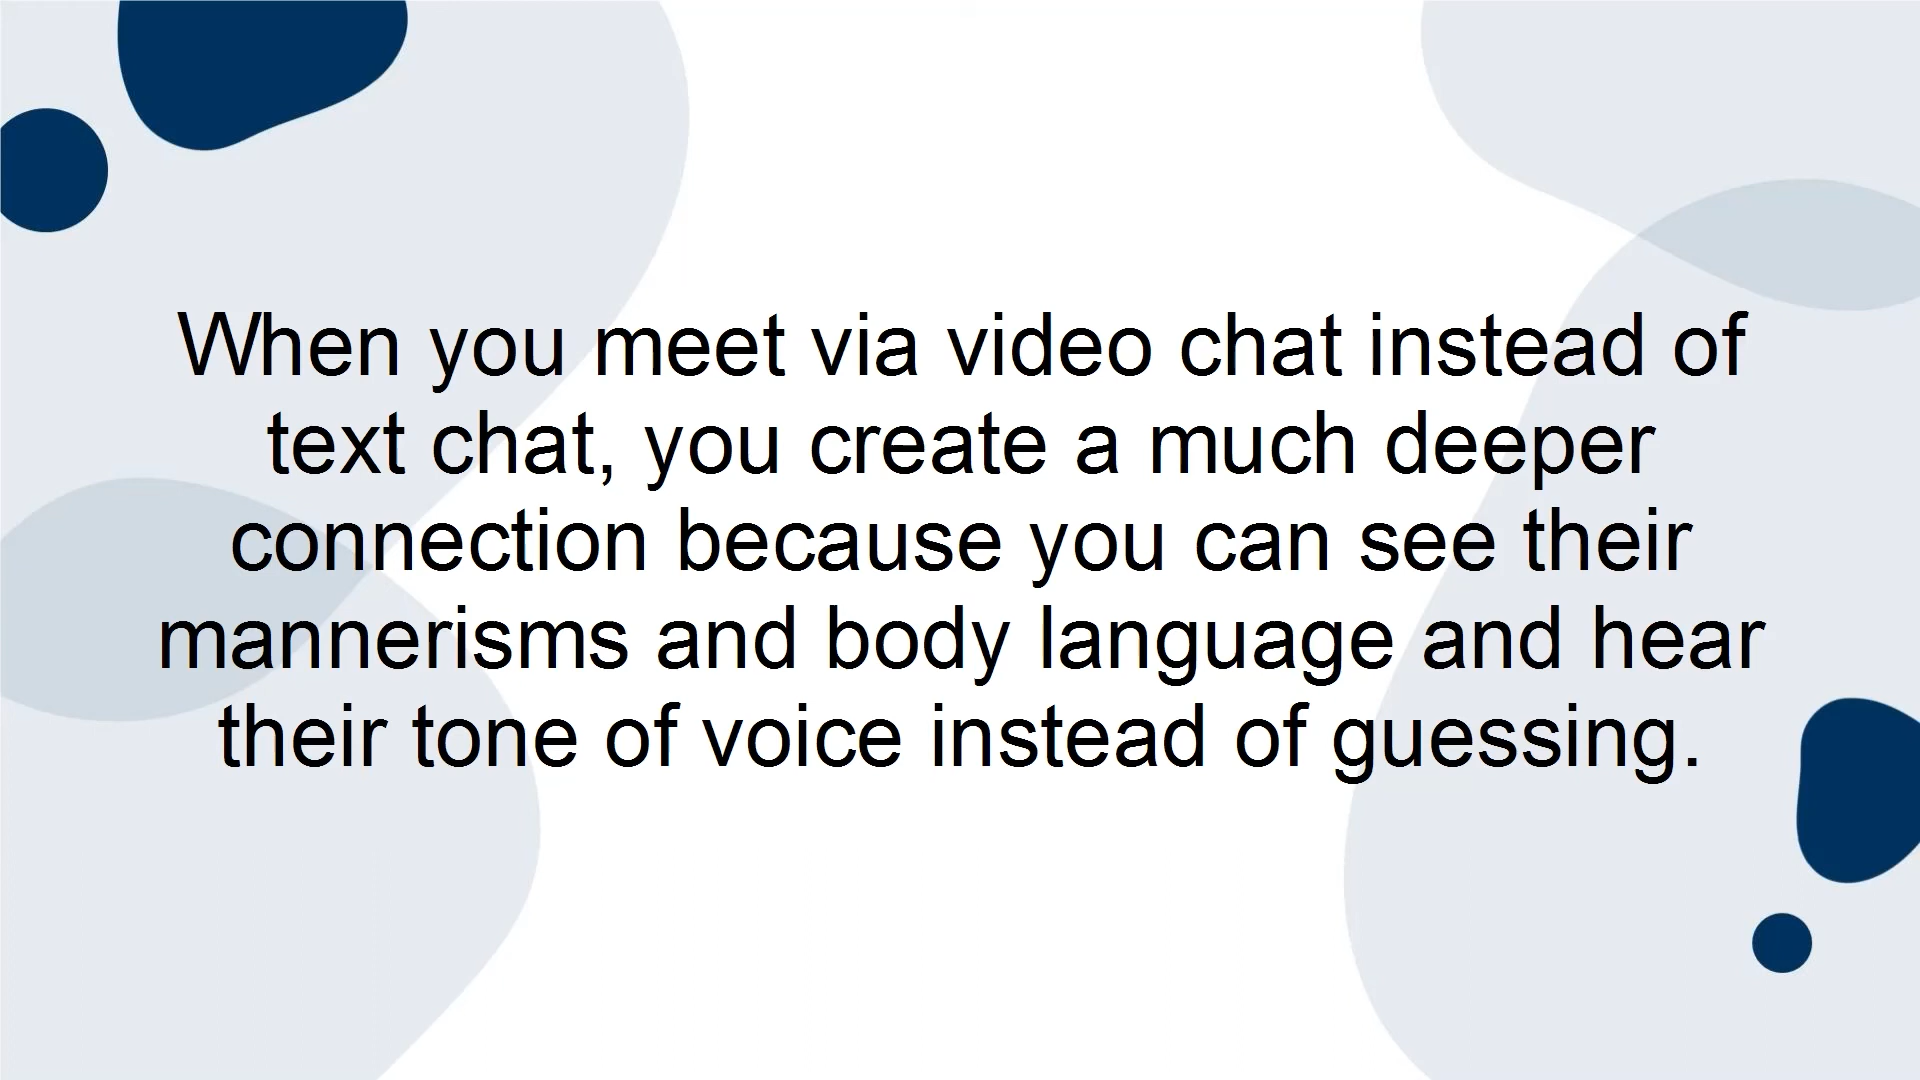 When you meet via video chat instead of
text chat, you create a much deeper
connection because you can see their
mannerisms and body language and hear
their tone of voice instead of guessing.